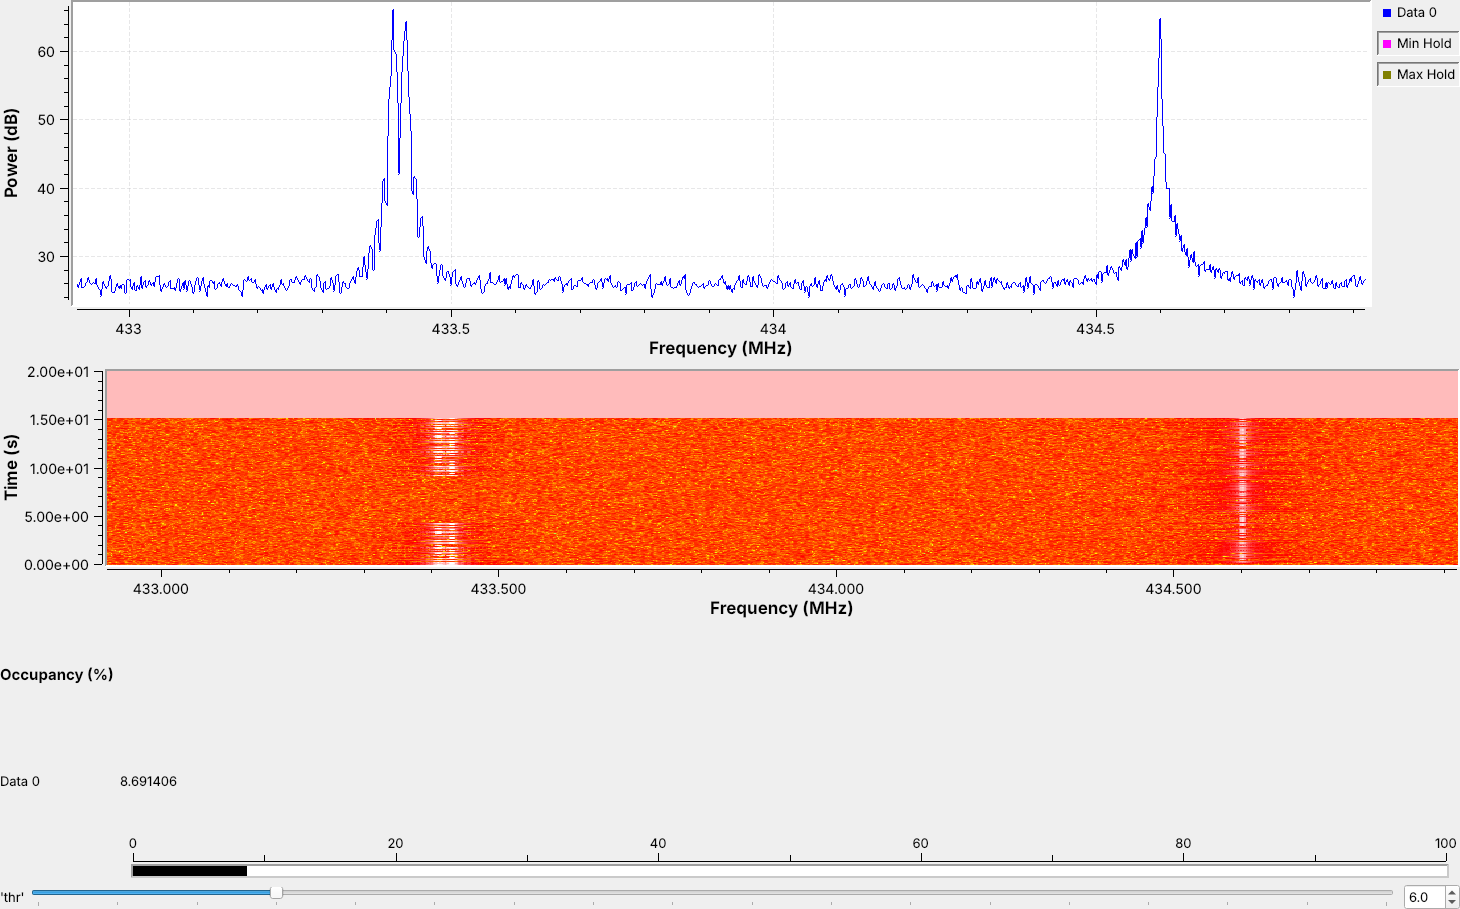 Data 0
Min Hold
Max Hold
Power (dB)
60
50
40
30
433
433.5
434
434.5
Frequency (MHz)
Time (s)
2.00e+01
1.50e+01
1.00e+01
5.00e+00
0.00e+00
433.000
433.500
434.000
434.500
Frequency (MHz)
Occupancy (%)
Data 0
8.691406
0
20
40
60
80
100
'thr'
6.0